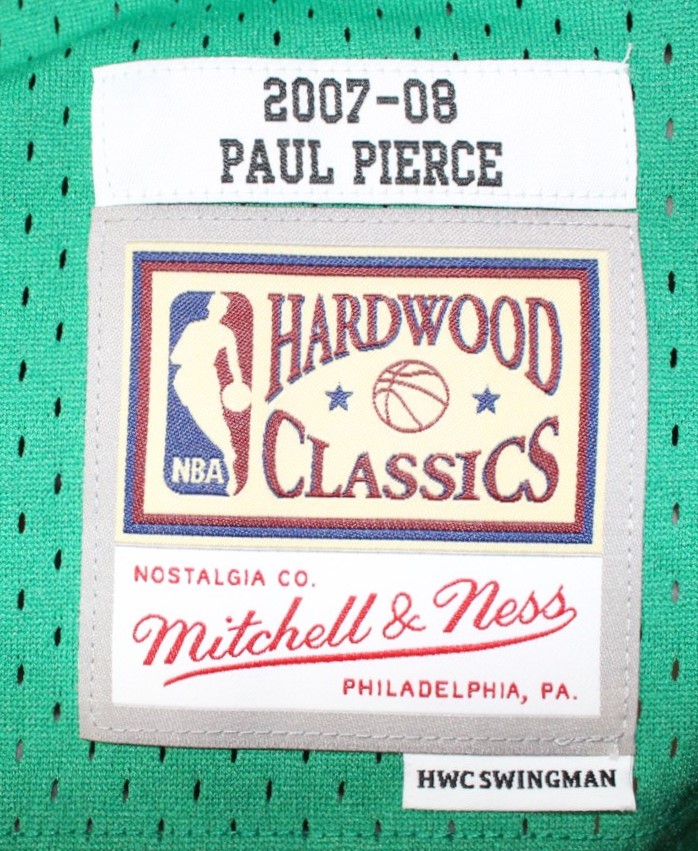 2007-08
PAUL PIERCE
HARDWOOD
CLASSICS
NBA
NOSTALGIA CO.
Mitchell & Ness
PHILADELPHIA, PA.
HWC SWINGMAN